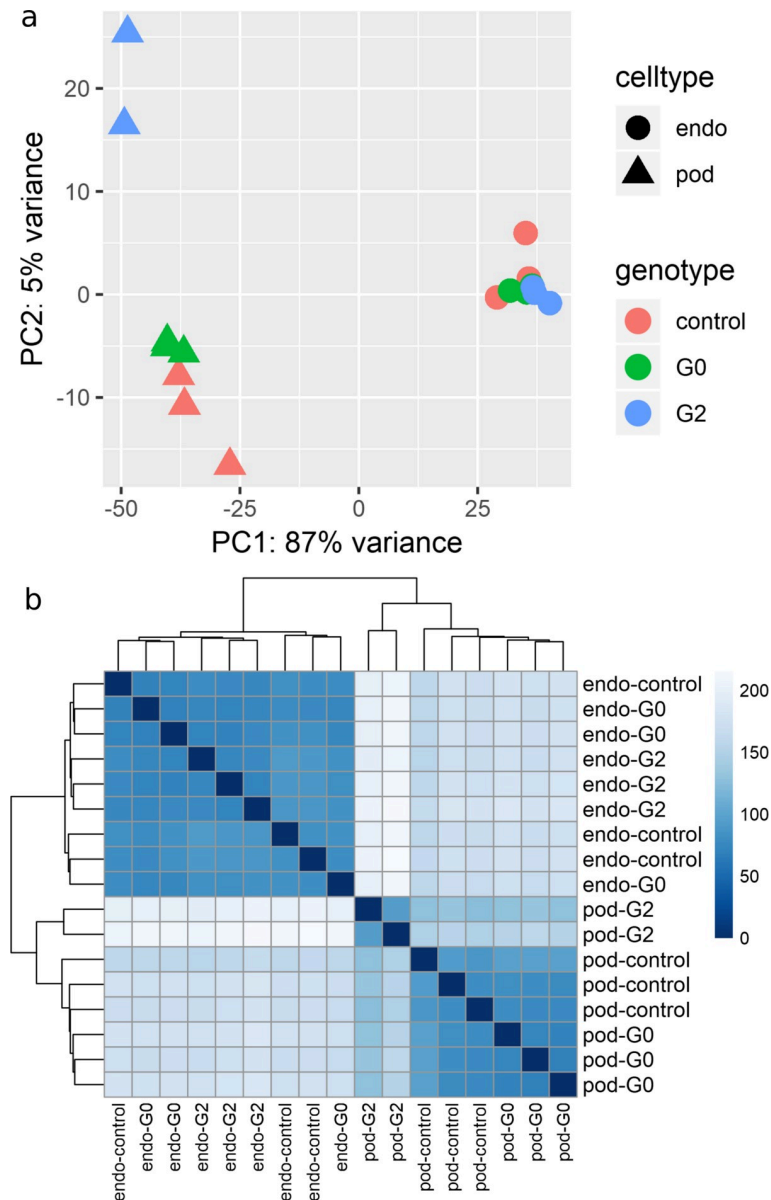 a
20
10
0
-10
PC2: 5% variance
-50
-25
0
25
PC1: 87% variance
celltype
endo
pod
genotype
control
G0
G2
b
endo-control
endo-G0
endo-G0
endo-G2
endo-G2
endo-G2
endo-control
endo-control
endo-G0
pod-G2
pod-G2
pod-control
pod-control
pod-control
pod-G0
pod-G0
pod-G0
200
150
100
50
0
endo-control
endo-G0
endo-G0
endo-G2
endo-G2
endo-G2
endo-control
endo-control
endo-G0
pod-G2
pod-G2
pod-control
pod-control
pod-control
pod-G0
pod-G0
pod-G0